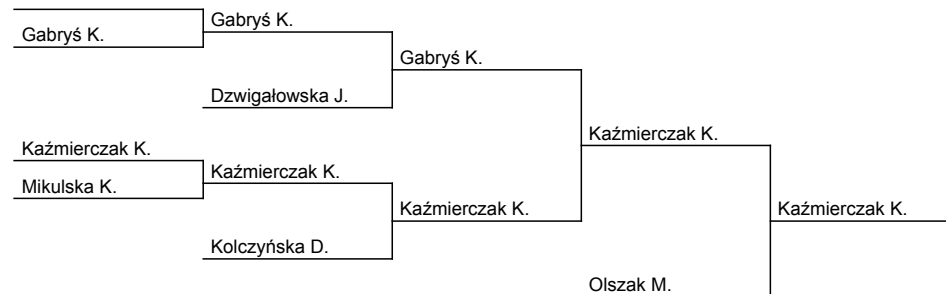 Gabryś K.
Gabryś K.
Gabryś K.
Dzwigałowska J.
Kaźmierczak K.
Kaźmierczak K.
Kaźmierczak K.
Mikulska K.
Kaźmierczak K.
Kaźmierczak K.
Kolczyńska D.
Olszak M.